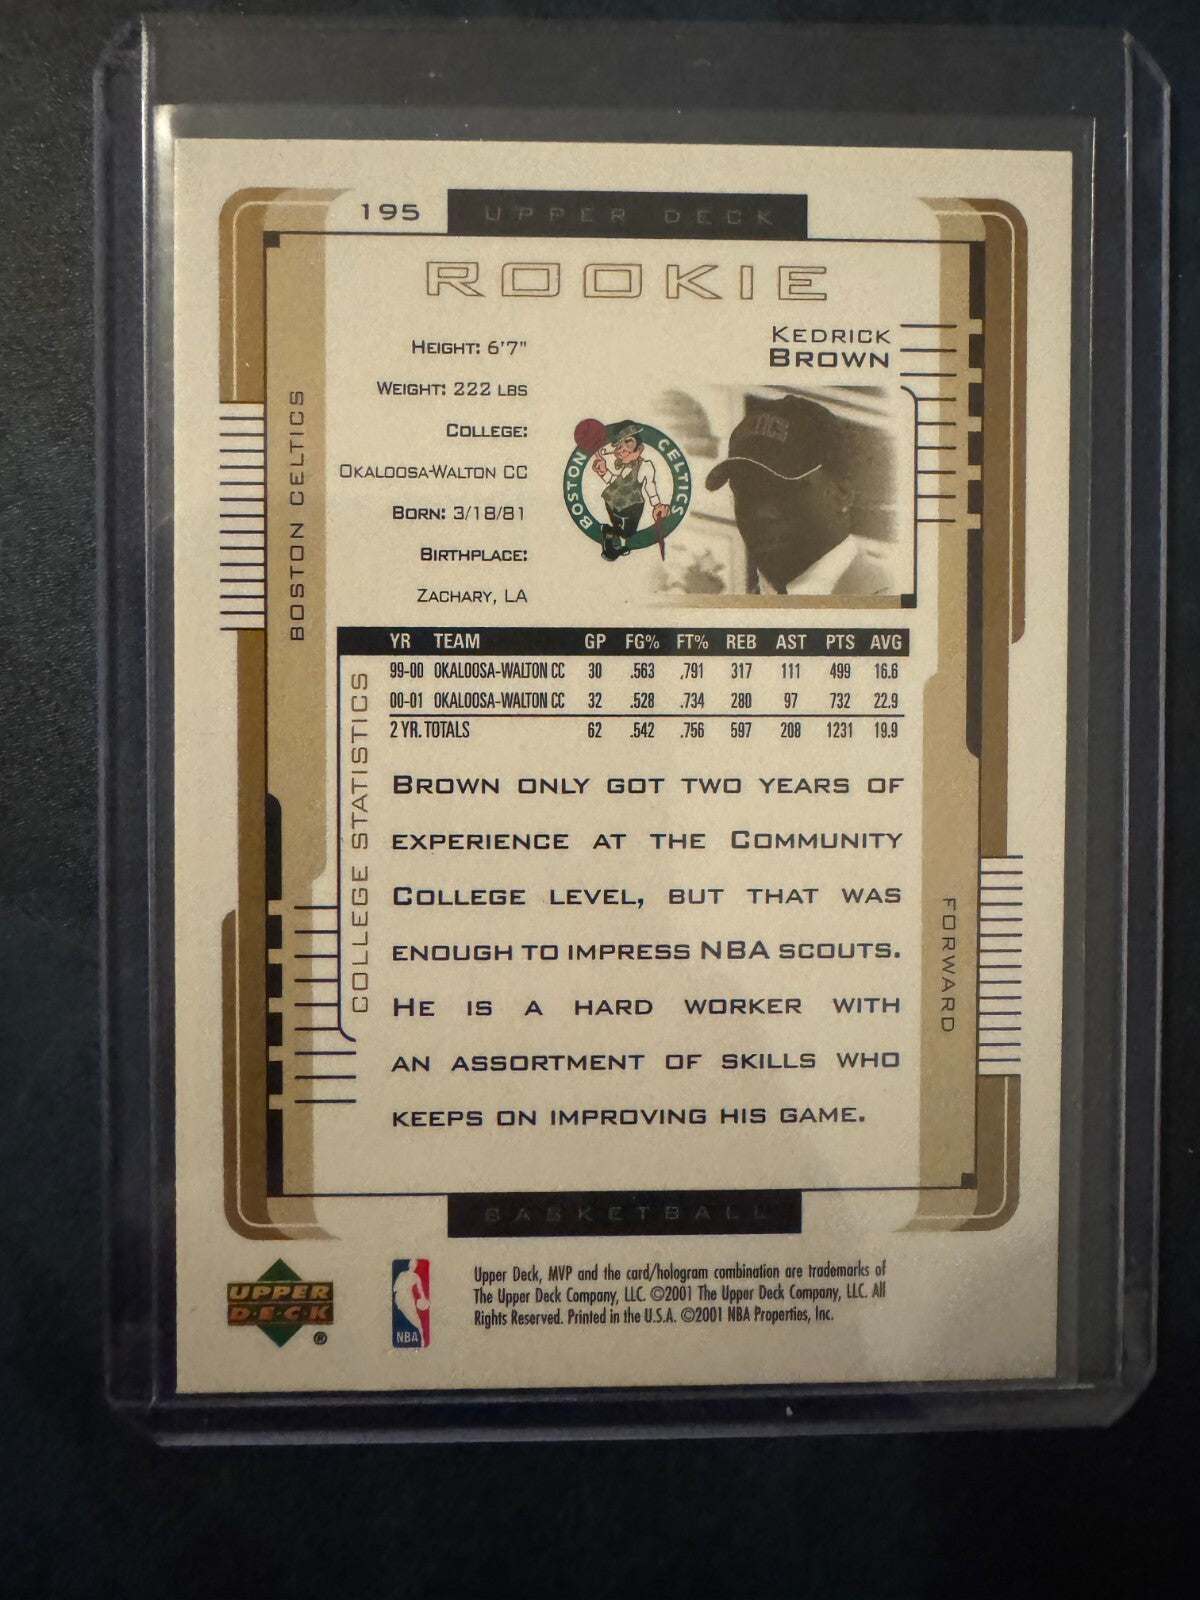 195 UPPER DECK
ROOKIE
KEDRICK
BROWN
HEIGHT: 6'7"
WEIGHT: 222 LBS
COLLEGE:
OKALOOSA-WALTON CC
BORN: 3/18/81
BIRTHPLACE:
ZACHARY, LA
BOSTON CELTICS
BOSTON CELTICS
YR TEAM GP FG% FT% REB AST PTS AVG
99-00 OKALOOSA-WALTON CC 30 .563 .791 317 111 499 16.6
00-01 OKALOOSA-WALTON CC 32 .528 .734 280 97 732 22.9
2 YR. TOTALS 62 .542 .756 597 208 1231 19.9
COLLEGE STATISTICS
BROWN ONLY GOT TWO YEARS OF
EXPERIENCE AT THE COMMUNITY
COLLEGE LEVEL, BUT THAT WAS
ENOUGH TO IMPRESS NBA SCOUTS.
HE IS A HARD WORKER WITH
AN ASSORTMENT OF SKILLS WHO
KEEPS ON IMPROVING HIS GAME.
FORWARD
BASKETBALL
UPPER
DECK
®
NBA
Upper Deck, MVP and the card/hologram combination are trademarks of
The Upper Deck Company, LLC. ©2001 The Upper Deck Company, LLC. All
Rights Reserved. Printed in the U.S.A. ©2001 NBA Properties, Inc.